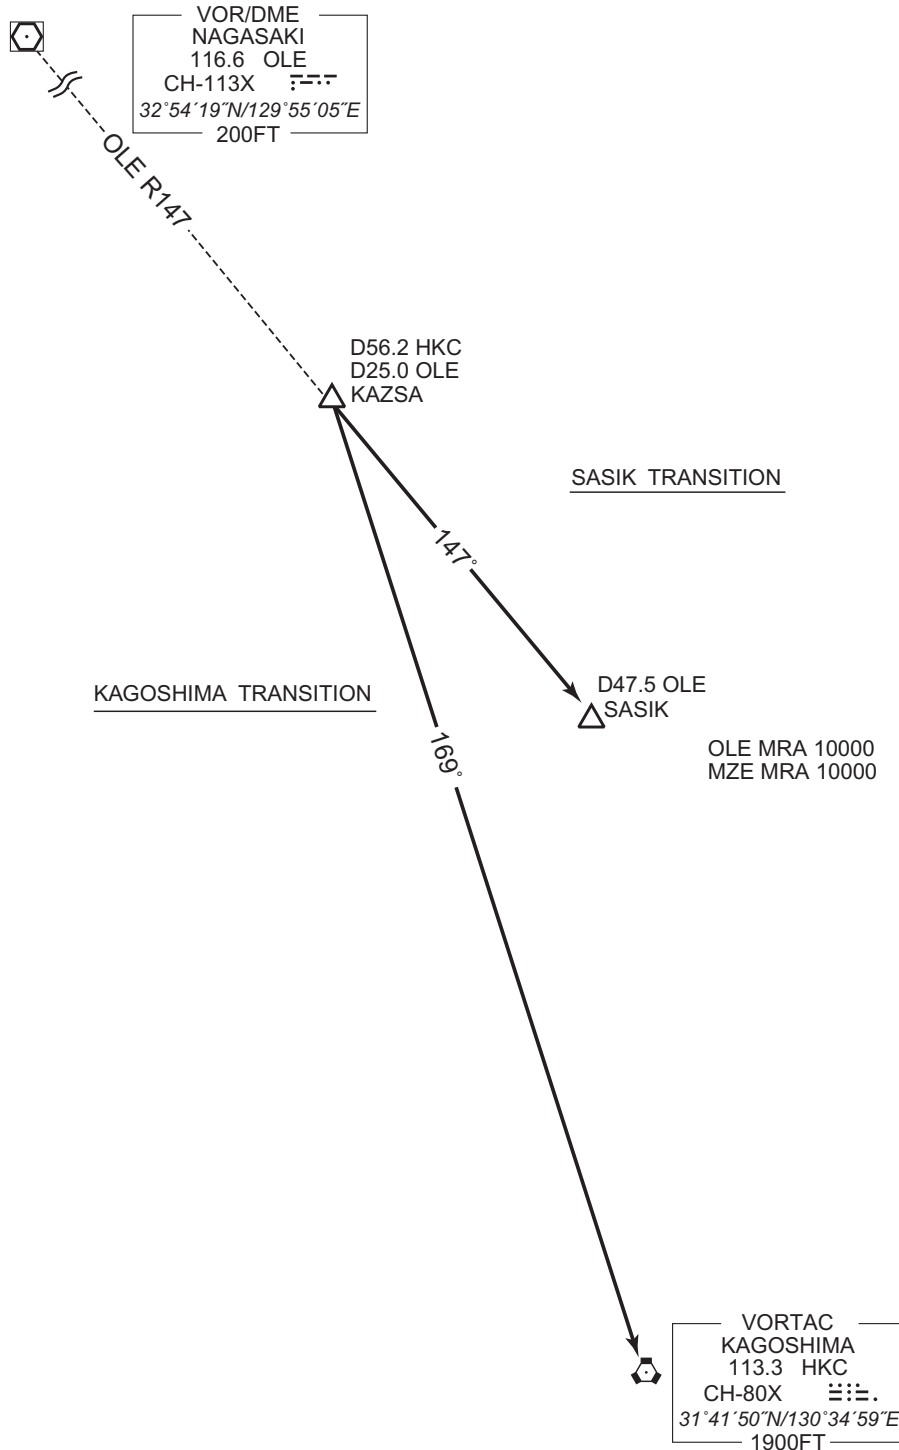 VOR/DME
NAGASAKI
116.6 OLE
CH-113X
32°54´19˝N/129°55´05˝E
200FT
OLE R147
D56.2 HKC
D25.0 OLE
KAZSA
SASIK TRANSITION
147°
KAGOSHIMA TRANSITION
D47.5 OLE
SASIK
169°
OLE MRA 10000
MZE MRA 10000
VORTAC
KAGOSHIMA
113.3 HKC
CH-80X
31°41´50˝N/130°34´59˝E
1900FT